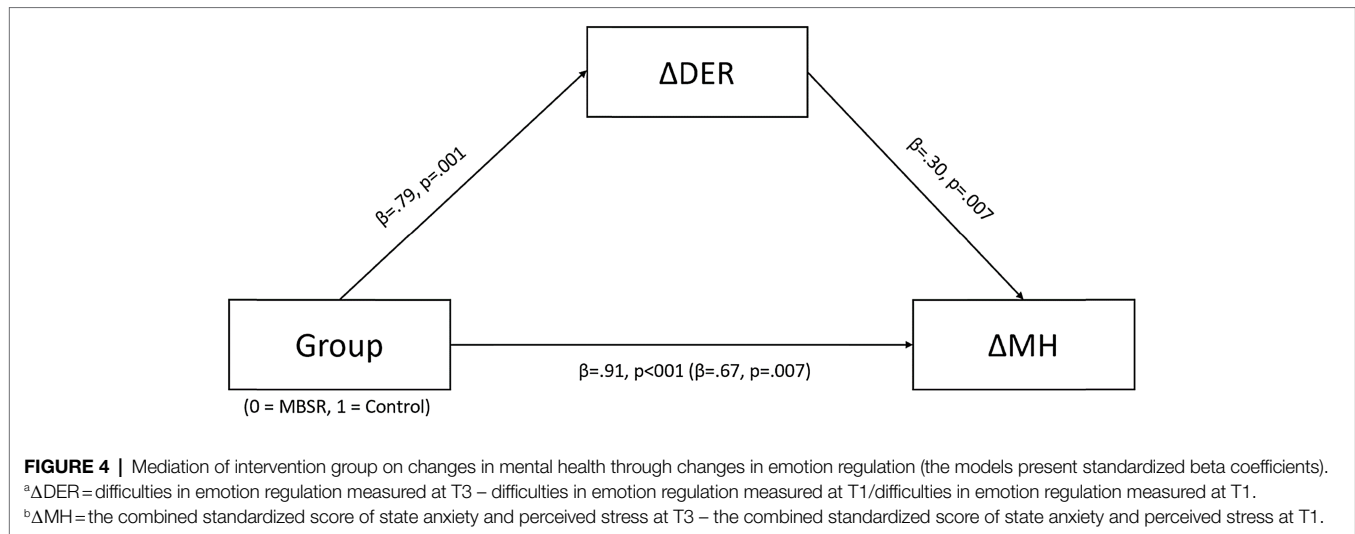 ΔDER
β=.79, p=.001
β=.30, p=.007
Group
ΔMH
β=.91, p<001 (β=.67, p=.007)
(0 = MBSR, 1 = Control)
FIGURE 4 | Mediation of intervention group on changes in mental health through changes in emotion regulation (the models present standardized beta coefficients).
ᵃΔDER=difficulties in emotion regulation measured at T3 – difficulties in emotion regulation measured at T1/difficulties in emotion regulation measured at T1.
ᵇΔMH=the combined standardized score of state anxiety and perceived stress at T3 – the combined standardized score of state anxiety and perceived stress at T1.